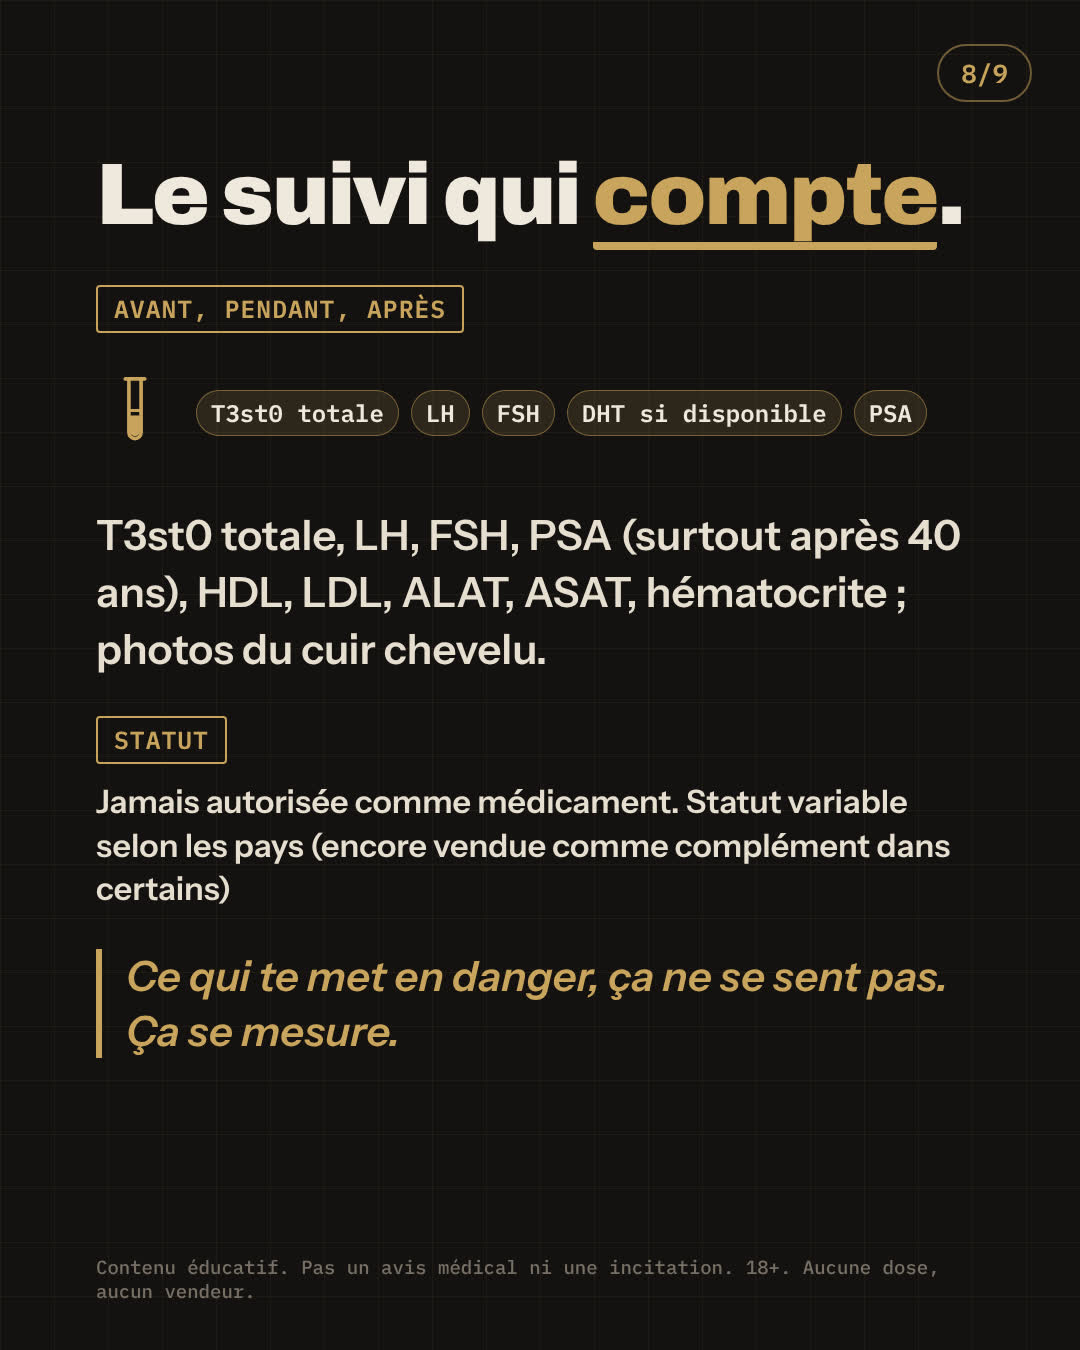 8/9
Le suivi qui compte.
AVANT, PENDANT, APRÈS
T3st0 totale LH FSH DHT si disponible PSA
T3st0 totale, LH, FSH, PSA (surtout après 40
ans), HDL, LDL, ALAT, ASAT, hématocrite ;
photos du cuir chevelu.
STATUT
Jamais autorisée comme médicament. Statut variable
selon les pays (encore vendue comme complément dans
certains)
Ce qui te met en danger, ça ne se sent pas.
Ça se mesure.
Contenu éducatif. Pas un avis médical ni une incitation. 18+. Aucune dose,
aucun vendeur.